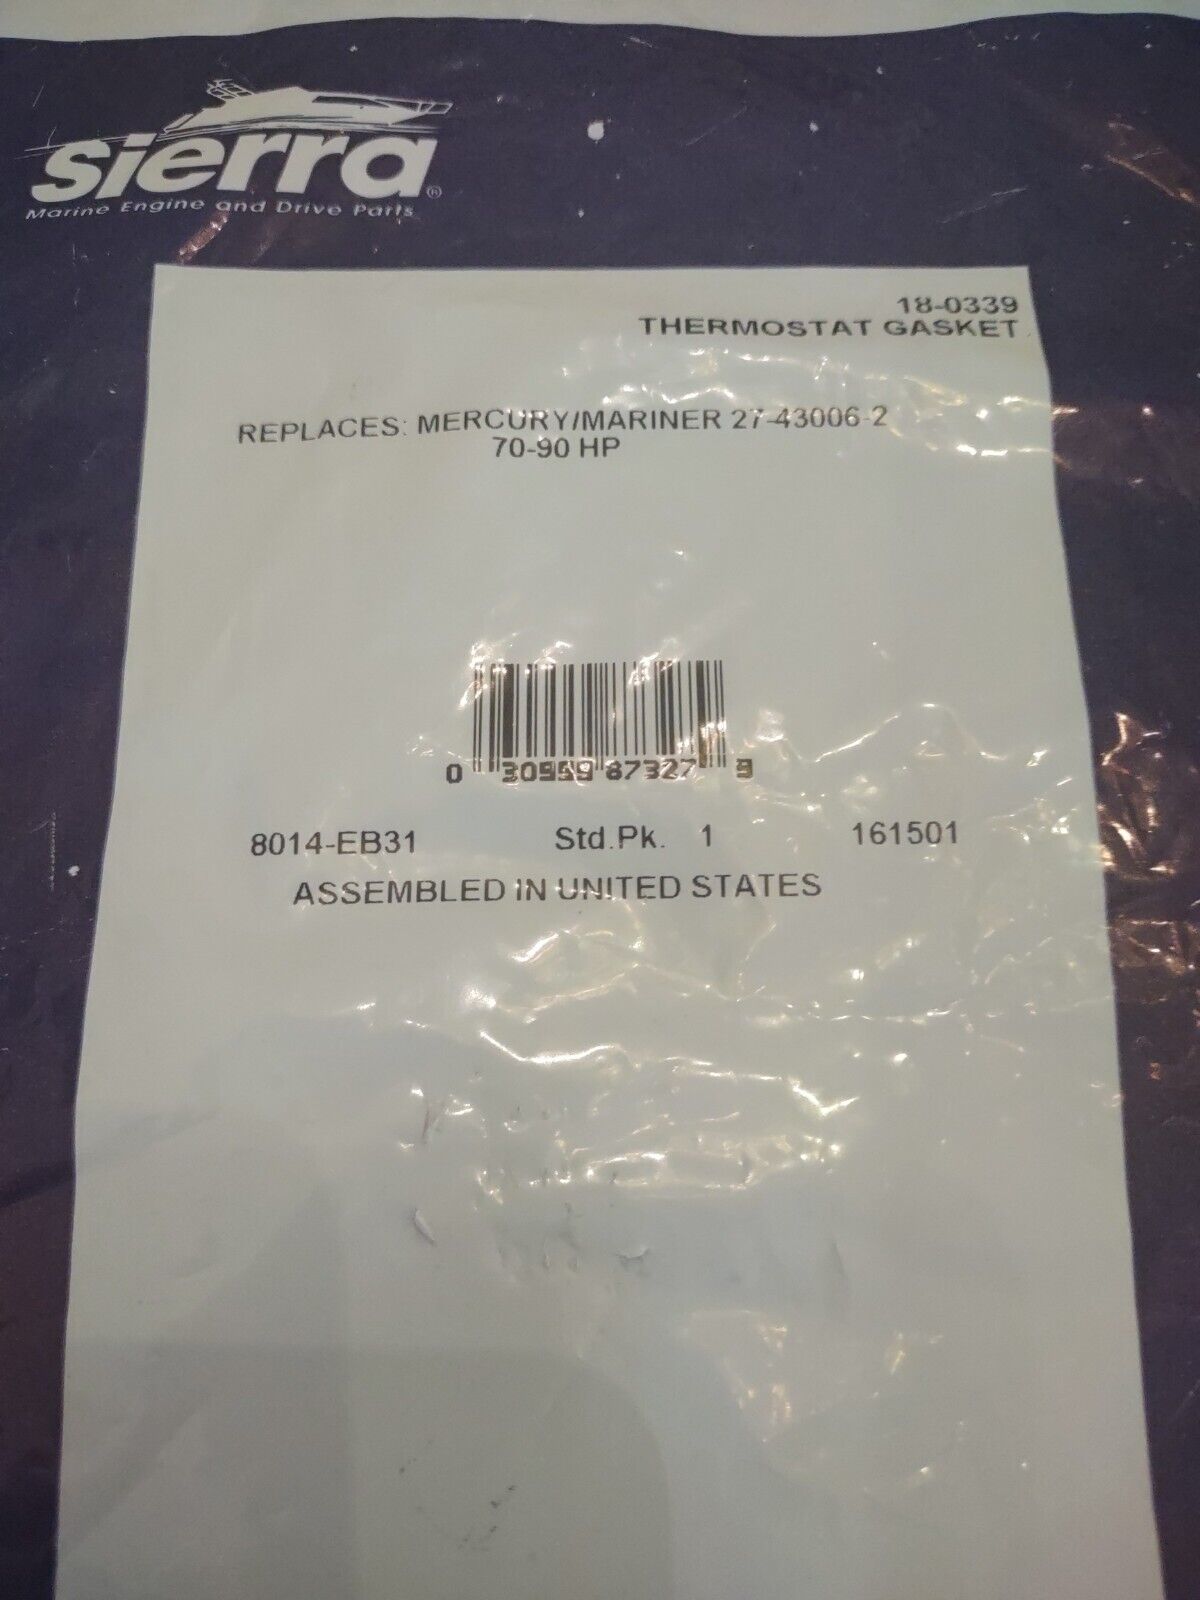 sierra®
Marine Engine and Drive Parts
18-0339
THERMOSTAT GASKET
REPLACES: MERCURY/MARINER 27-43006-2
70-90 HP
0 30999 87327 9
8014-EB31 Std.Pk. 1 161501
ASSEMBLED IN UNITED STATES